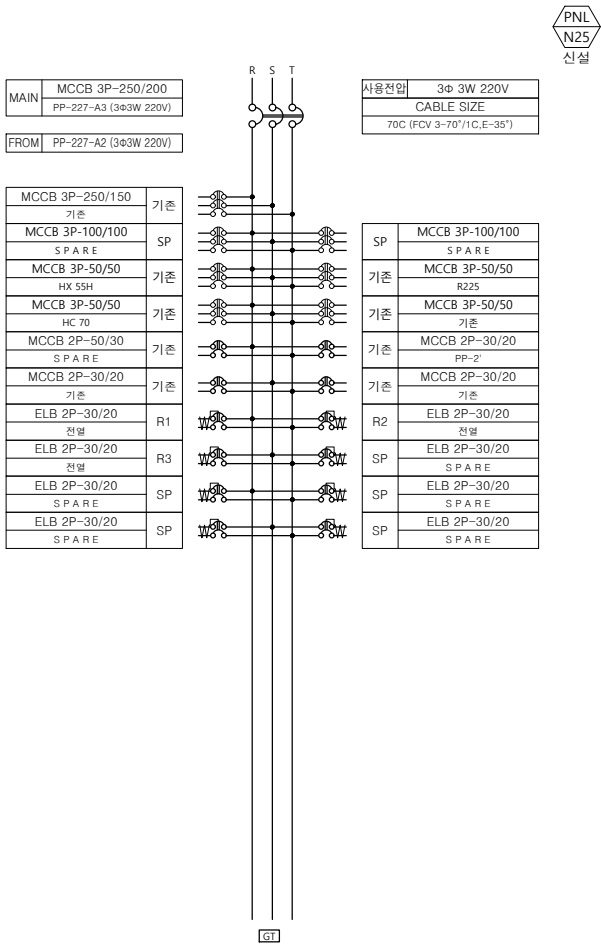 PNL
N25
신설
R S T
MAIN
MCCB 3P-250/200
PP-227-A3 (3Φ3W 220V)
FROM
PP-227-A2 (3Φ3W 220V)
사용전압
3Φ 3W 220V
CABLE SIZE
70C (FCV 3-70°/1C,E-35°)
MCCB 3P-250/150
기존
기존
MCCB 3P-100/100
SPARE
SP
SP
MCCB 3P-100/100
SPARE
MCCB 3P-50/50
HX 55H
기존
기존
MCCB 3P-50/50
R225
MCCB 3P-50/50
HC 70
기존
기존
MCCB 3P-50/50
기존
MCCB 2P-50/30
SPARE
기존
기존
MCCB 2P-30/20
PP-2'
MCCB 2P-30/20
기존
기존
기존
MCCB 2P-30/20
기존
ELB 2P-30/20
전열
R1
W
W
R2
ELB 2P-30/20
전열
ELB 2P-30/20
전열
R3
W
W
SP
ELB 2P-30/20
SPARE
ELB 2P-30/20
SPARE
SP
W
W
SP
ELB 2P-30/20
SPARE
ELB 2P-30/20
SPARE
SP
W
W
SP
ELB 2P-30/20
SPARE
GT